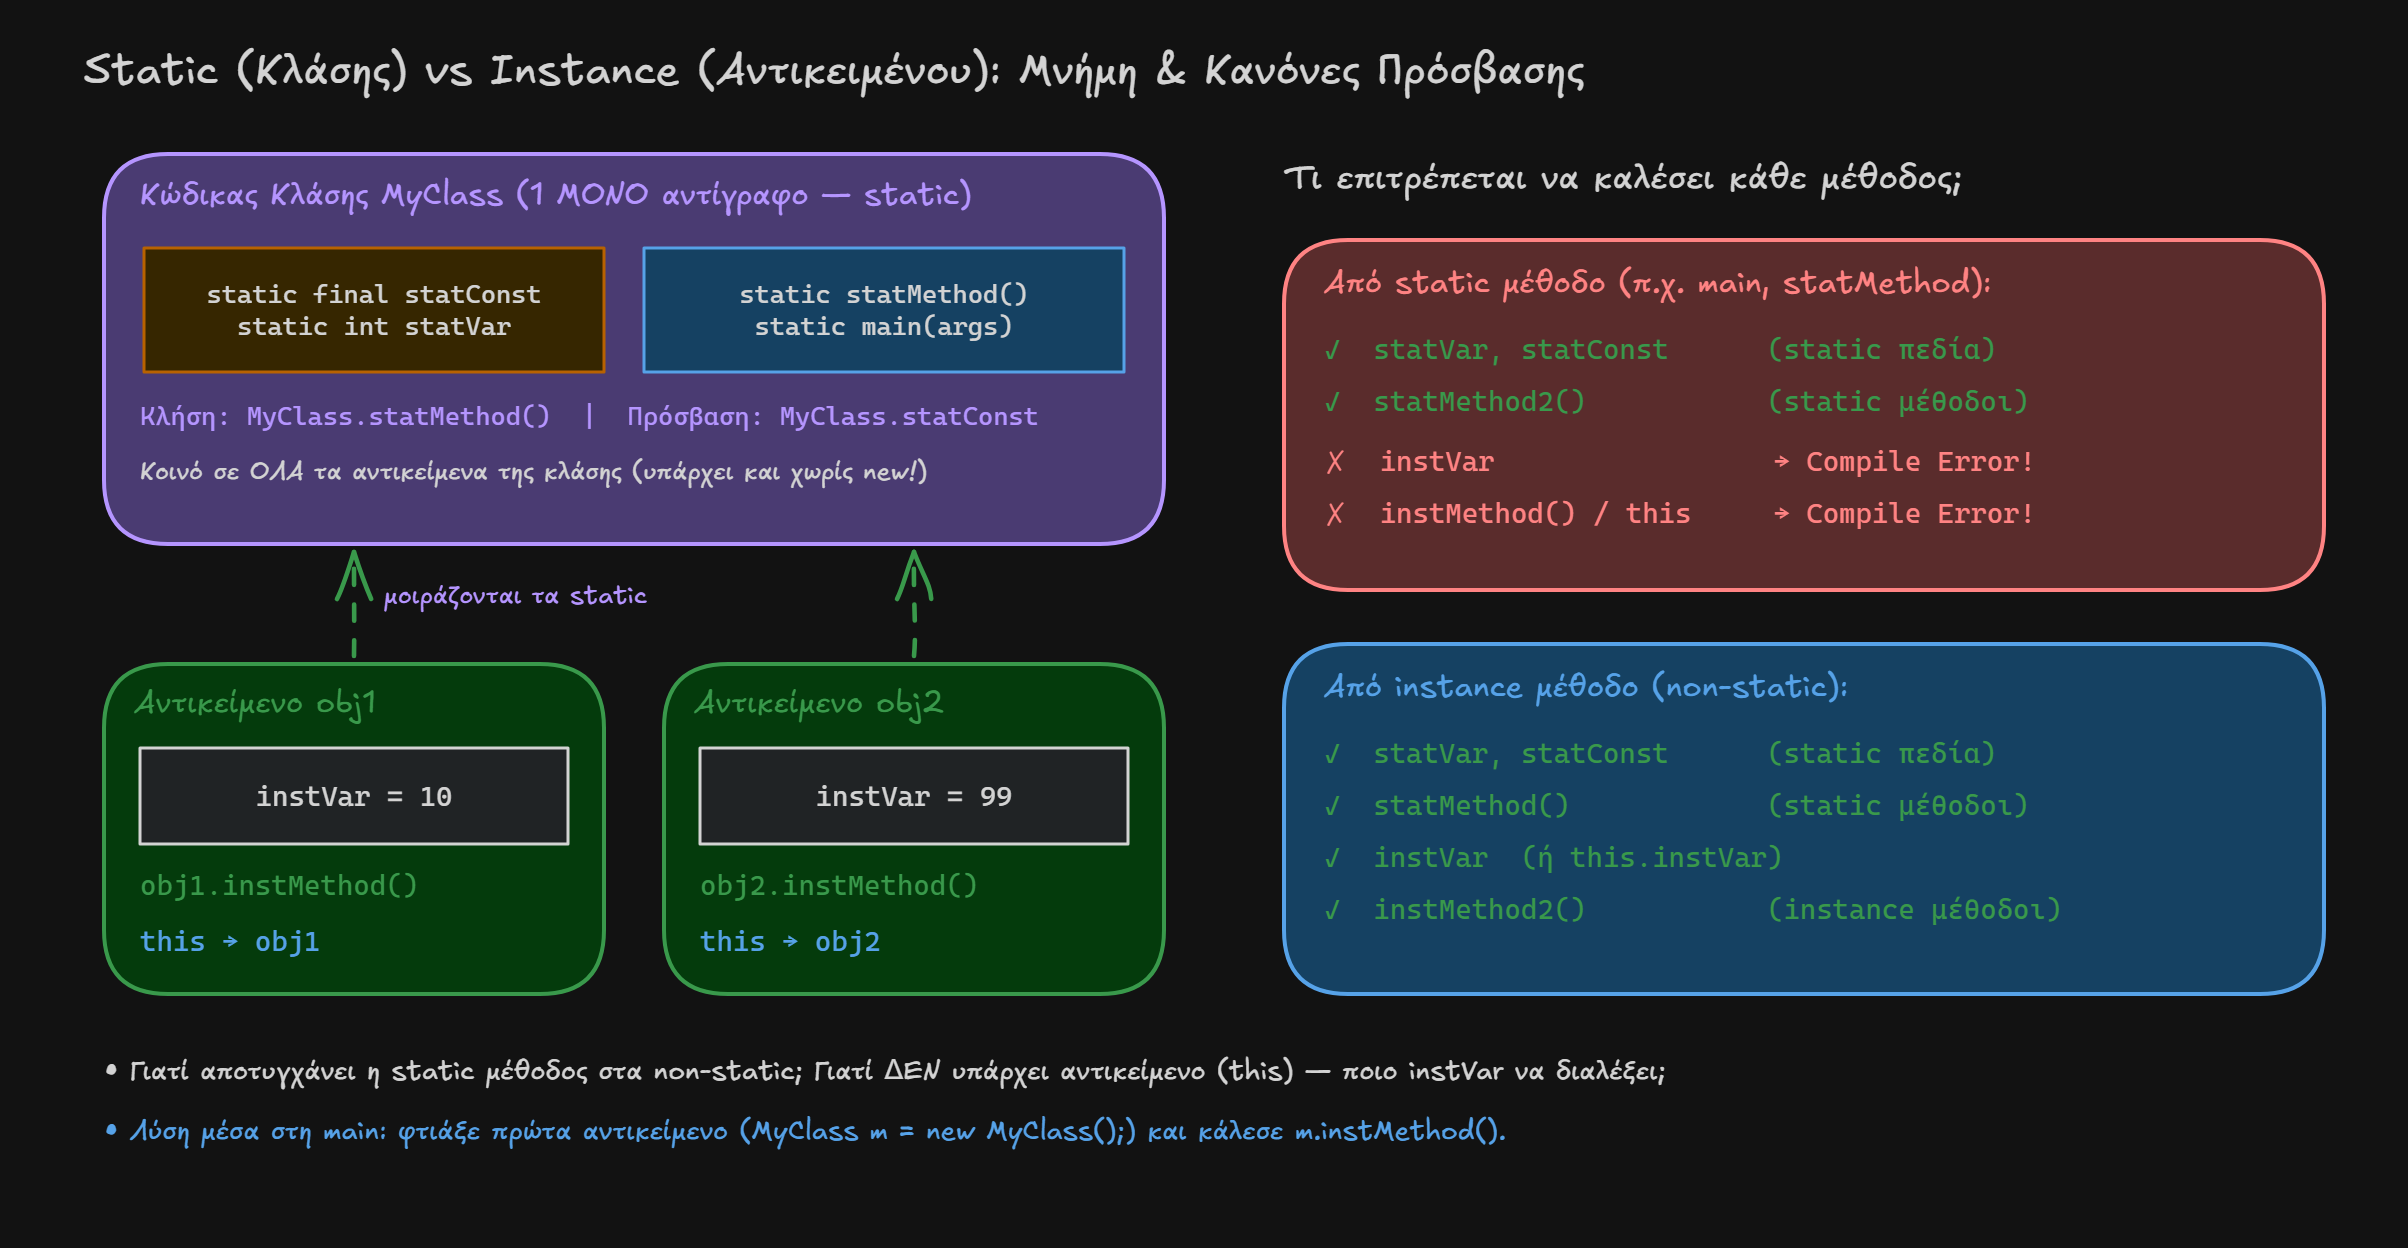 Static (Κλάσης) vs Instance (Αντικειμένου): Μνήμη & Κανόνες Πρόσβασης
Κώδικας Κλάσης MyClass (1 ΜΟΝΟ αντίγραφο — static)
static final statConst
static int statVar
static statMethod()
static main(args)
Κλήση: MyClass.statMethod() | Πρόσβαση: MyClass.statConst
Κοινό σε ΟΛΑ τα αντικείμενα της κλάσης (υπάρχει και χωρίς new!)
μοιράζονται τα static
Αντικείμενο obj1
instVar = 10
obj1.instMethod()
this → obj1
Αντικείμενο obj2
instVar = 99
obj2.instMethod()
this → obj2
Τι επιτρέπεται να καλέσει κάθε μέθοδος;
Από static μέθοδο (π.χ. main, statMethod):
✓ statVar, statConst (static πεδία)
✓ statMethod2() (static μέθοδοι)
✗ instVar → Compile Error!
✗ instMethod() / this → Compile Error!
Από instance μέθοδο (non-static):
✓ statVar, statConst (static πεδία)
✓ statMethod() (static μέθοδοι)
✓ instVar (ή this.instVar)
✓ instMethod2() (instance μέθοδοι)
• Γιατί αποτυγχάνει η static μέθοδος στα non-static; Γιατί ΔΕΝ υπάρχει αντικείμενο (this) — ποιο instVar να διαλέξει;
• Λύση μέσα στη main: φτιάξε πρώτα αντικείμενο (MyClass m = new MyClass();) και κάλεσε m.instMethod().